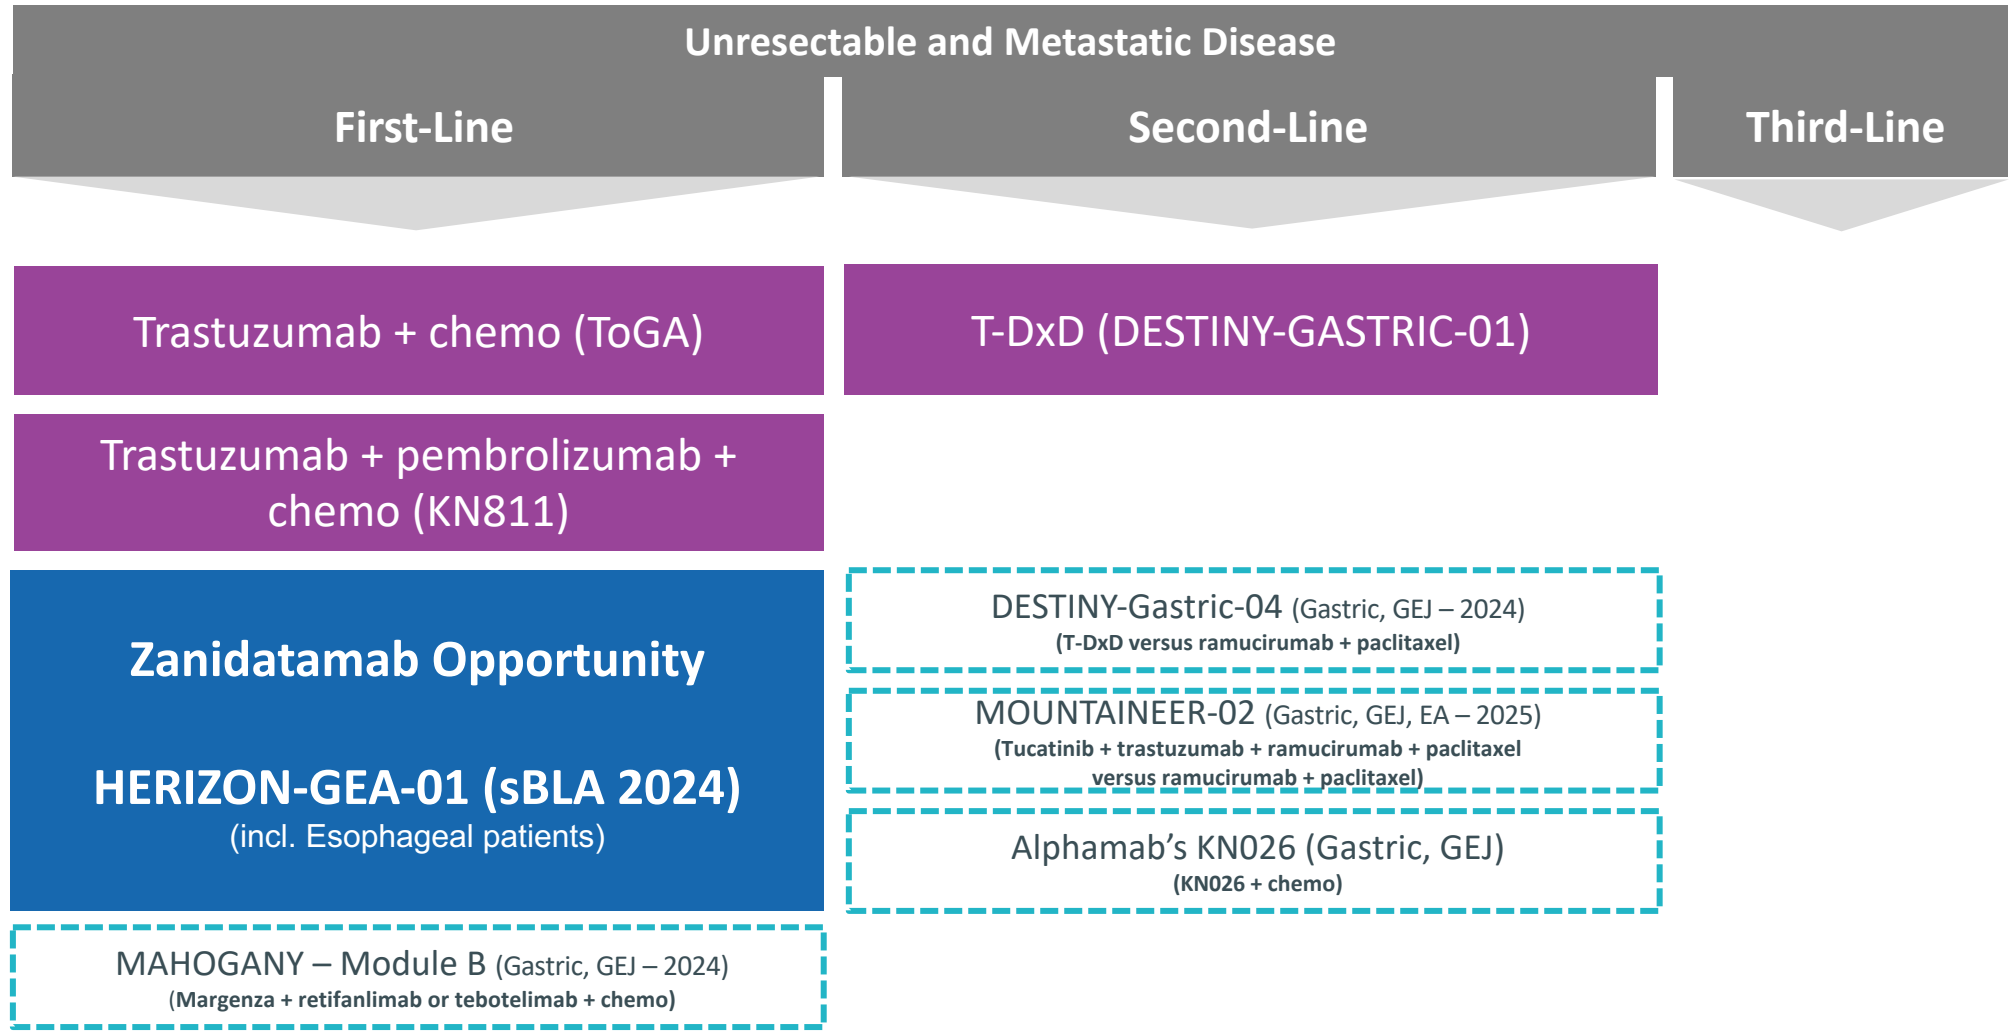 Unresectable and Metastatic Disease
First-Line
Second-Line
Third-Line
Trastuzumab + chemo (ToGA)
T-DxD (DESTINY-GASTRIC-01)
Trastuzumab + pembrolizumab +
chemo (KN811)
Zanidatamab Opportunity
HERIZON-GEA-01 (sBLA 2024)
(incl. Esophageal patients)
MAHOGANY – Module B (Gastric, GEJ – 2024)
(Margenza + retifanlimab or tebotelimab + chemo)
DESTINY-Gastric-04 (Gastric, GEJ – 2024)
(T-DxD versus ramucirumab + paclitaxel)
MOUNTAINEER-02 (Gastric, GEJ, EA – 2025)
(Tucatinib + trastuzumab + ramucirumab + paclitaxel
versus ramucirumab + paclitaxel)
Alphamab’s KN026 (Gastric, GEJ)
(KN026 + chemo)